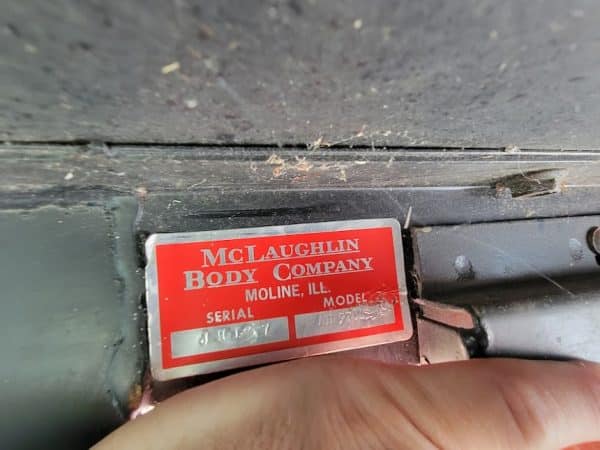 McLAUGHLIN
BODY COMPANY
MOLINE, ILL.
SERIAL MODEL